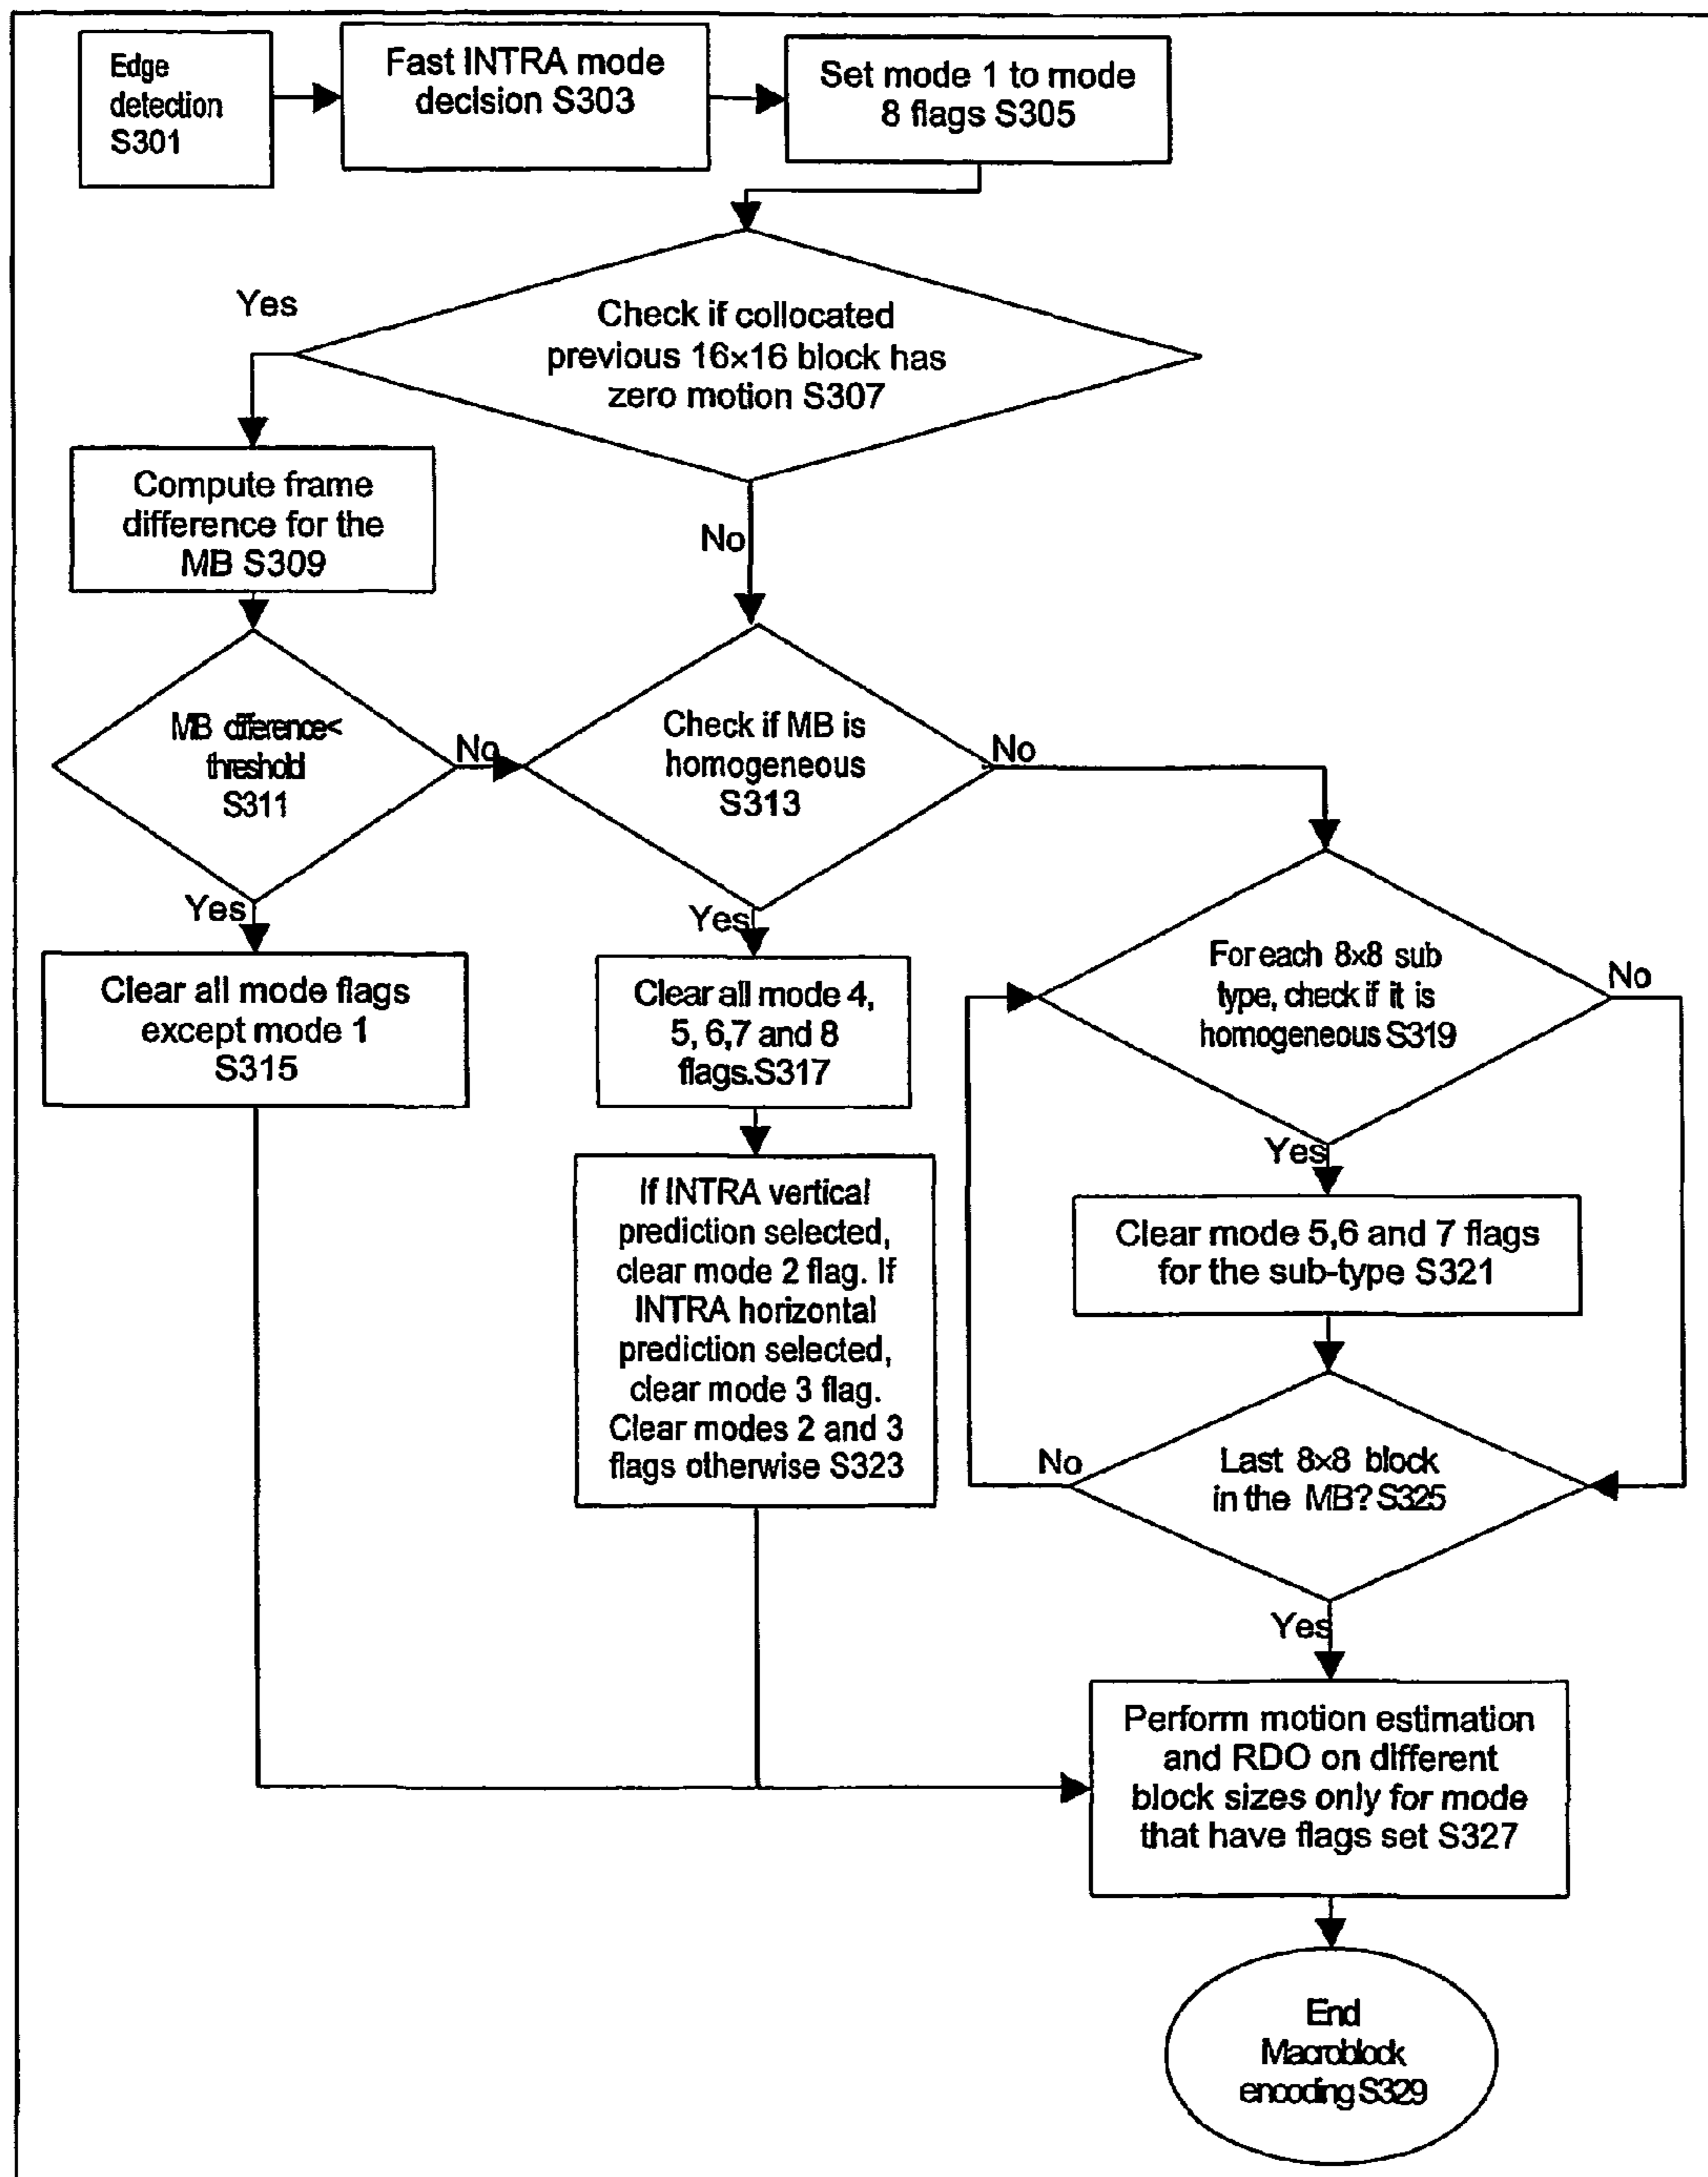 Edge
detection
S301
Fast INTRA mode
decision S303
Set mode 1 to mode
8 flags S305
Yes
Check if collocated
previous 16×16 block has
zero motion S307
Compute frame
difference for the
MB S309
No
MB difference<
threshold
S311
No
Check if MB is
homogeneous
S313
No
Yes
Yes
Clear all mode flags
except mode 1
S315
Clear all mode 4,
5, 6,7 and 8
flags.S317
For each 8×8 sub
type, check if it is
homogeneous S319
No
Yes
If INTRA vertical
prediction selected,
clear mode 2 flag. If
INTRA horizontal
prediction selected,
clear mode 3 flag.
Clear modes 2 and 3
flags otherwise S323
Clear mode 5,6 and 7 flags
for the sub-type S321
No
Last 8×8 block
in the MB? S325
Yes
Perform motion estimation
and RDO on different
block sizes only for mode
that have flags set S327
End
Macroblock
encoding S329